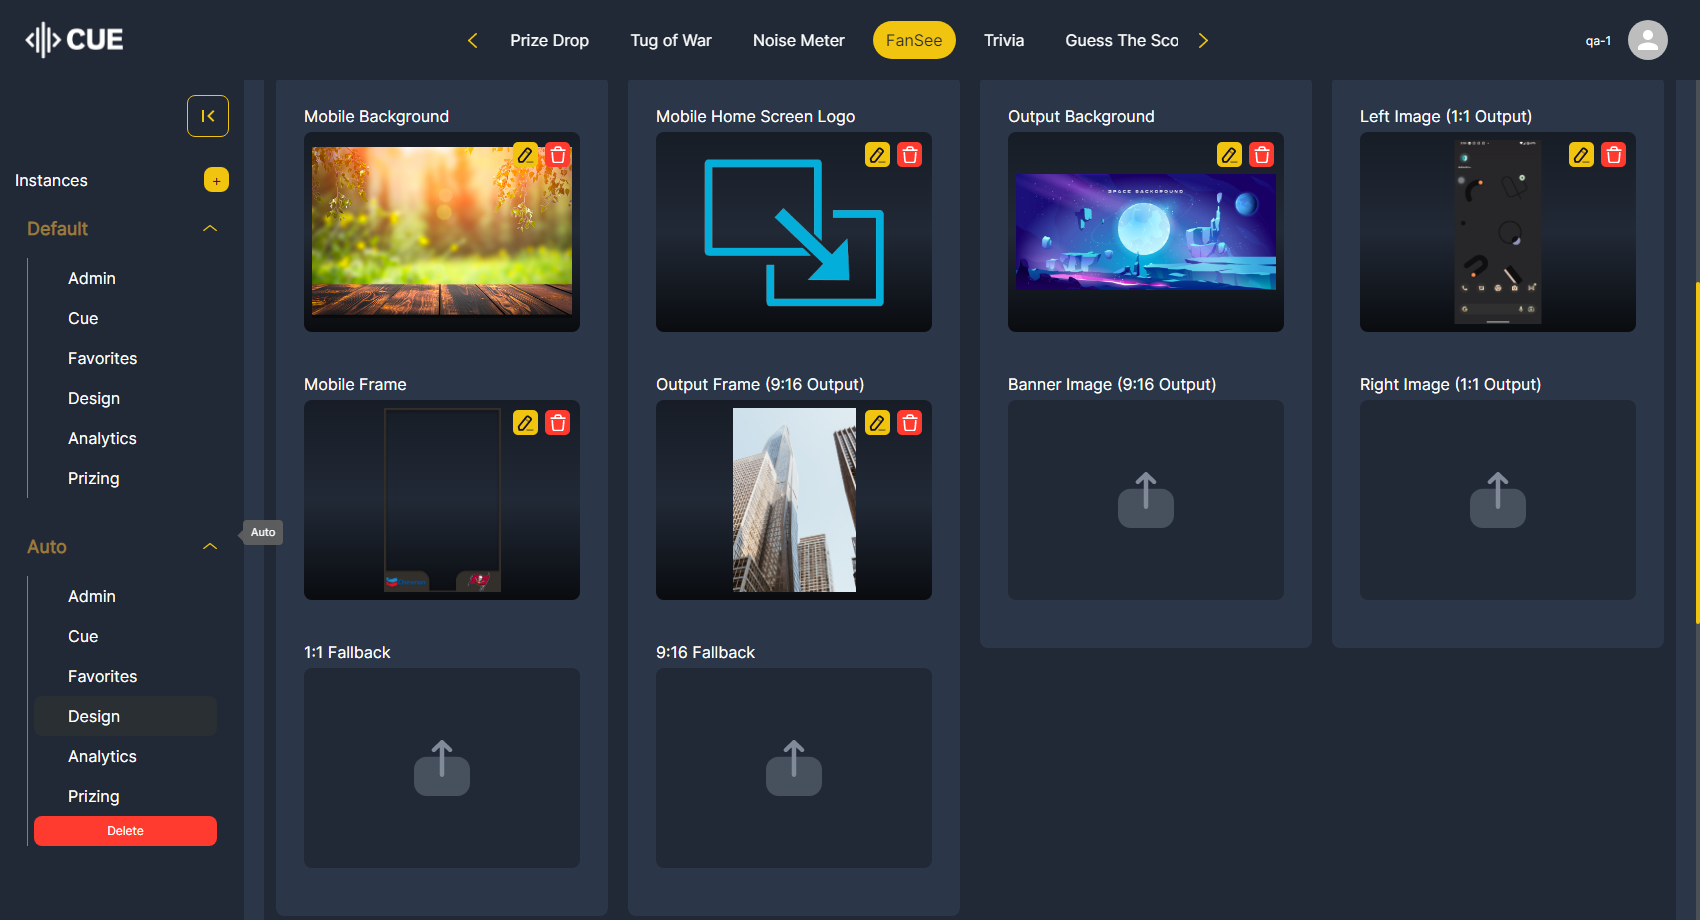 CUE
Prize Drop
Tug of War
Noise Meter
FanSee
Trivia
Guess The Sco
qa-1
Instances
+
Default
Admin
Cue
Favorites
Design
Analytics
Prizing
Auto
Auto
Admin
Cue
Favorites
Design
Analytics
Prizing
Delete
Mobile Background
Mobile Home Screen Logo
Output Background
SPACE BACKGROUND
Left Image (1:1 Output)
Mobile Frame
Output Frame (9:16 Output)
Banner Image (9:16 Output)
Right Image (1:1 Output)
1:1 Fallback
9:16 Fallback